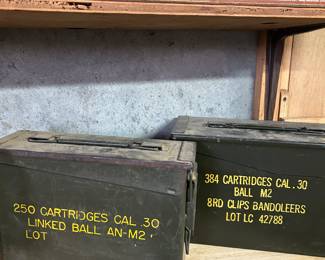 250 CARTRIDGES CAL .30
LINKED BALL AN-M2
LOT
384 CARTRIDGES CAL .30
BALL M2
8RD CLIPS BANDOLEERS
LOT LC 42788